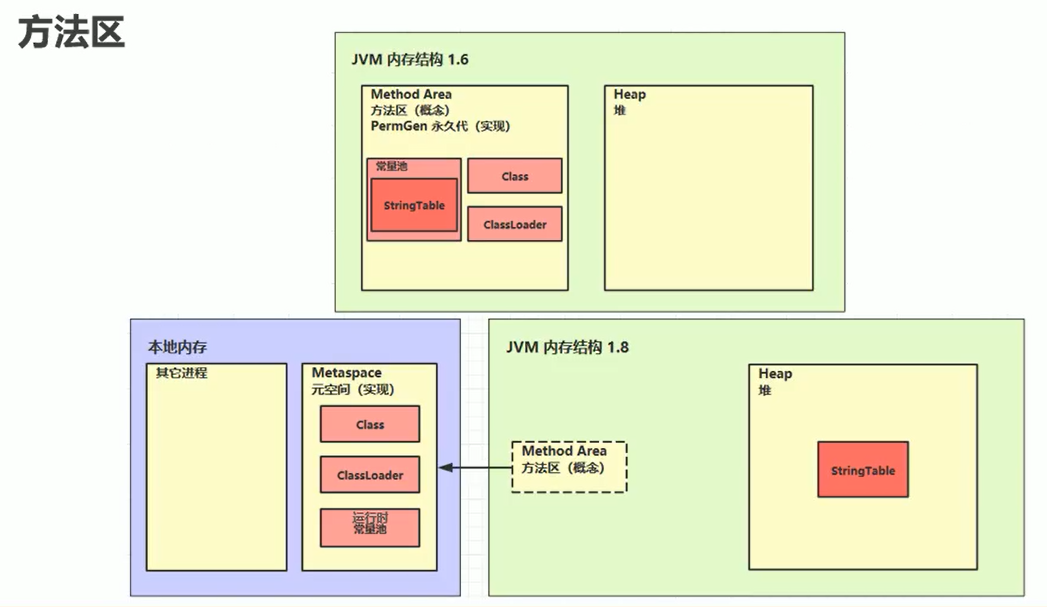 方法区
JVM 内存结构 1.6
Method Area
方法区（概念）
PermGen 永久代（实现）
常量池
StringTable
Class
ClassLoader
Heap
堆
本地内存
其它进程
Metaspace
元空间（实现）
Class
ClassLoader
运行时
常量池
JVM 内存结构 1.8
Method Area
方法区（概念）
Heap
堆
StringTable